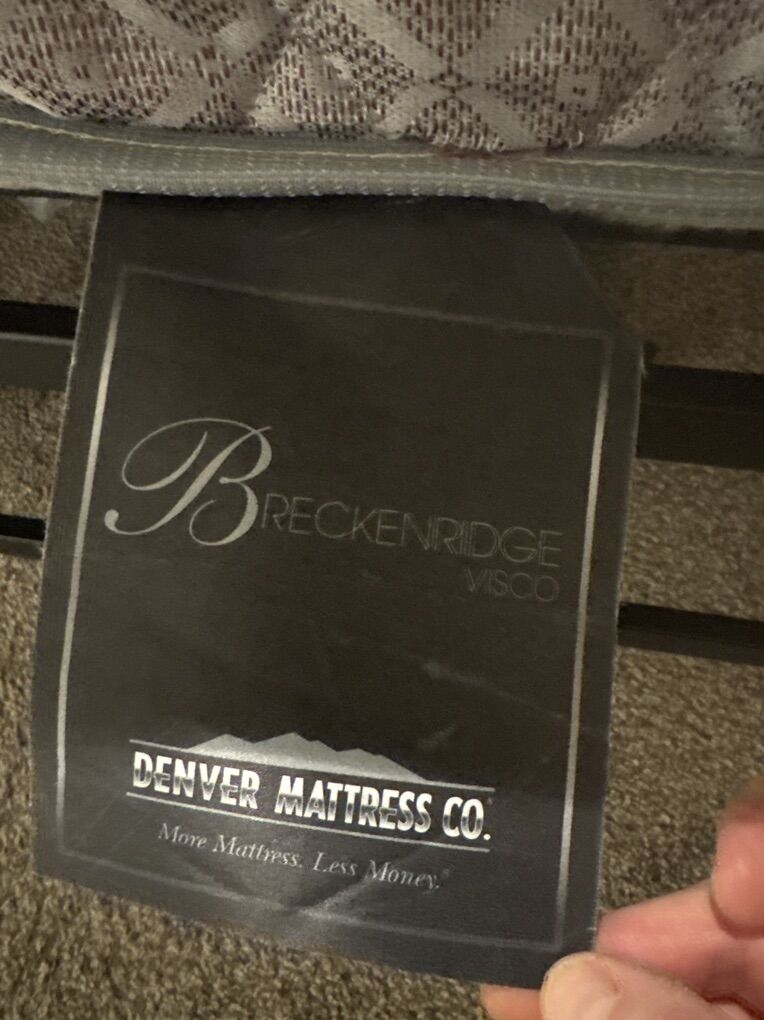 BRECKENRIDGE
VISCO
DENVER MATTRESS CO.®
More Mattress. Less Money.®